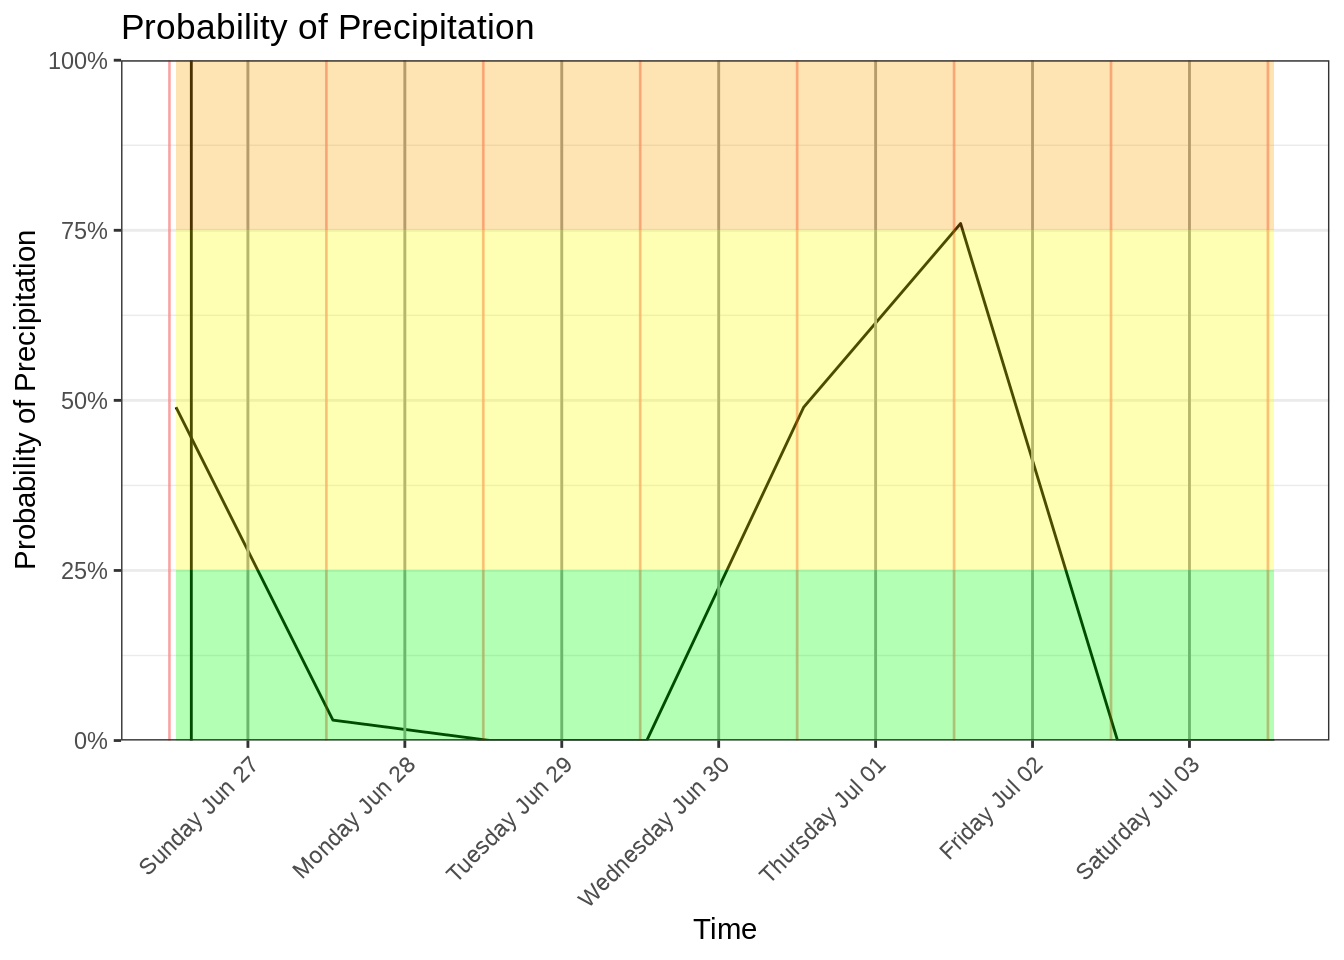 Probability of Precipitation
100%
75%
50%
25%
0%
Probability of Precipitation
Sunday Jun 27
Monday Jun 28
Tuesday Jun 29
Wednesday Jun 30
Thursday Jul 01
Friday Jul 02
Saturday Jul 03
Time